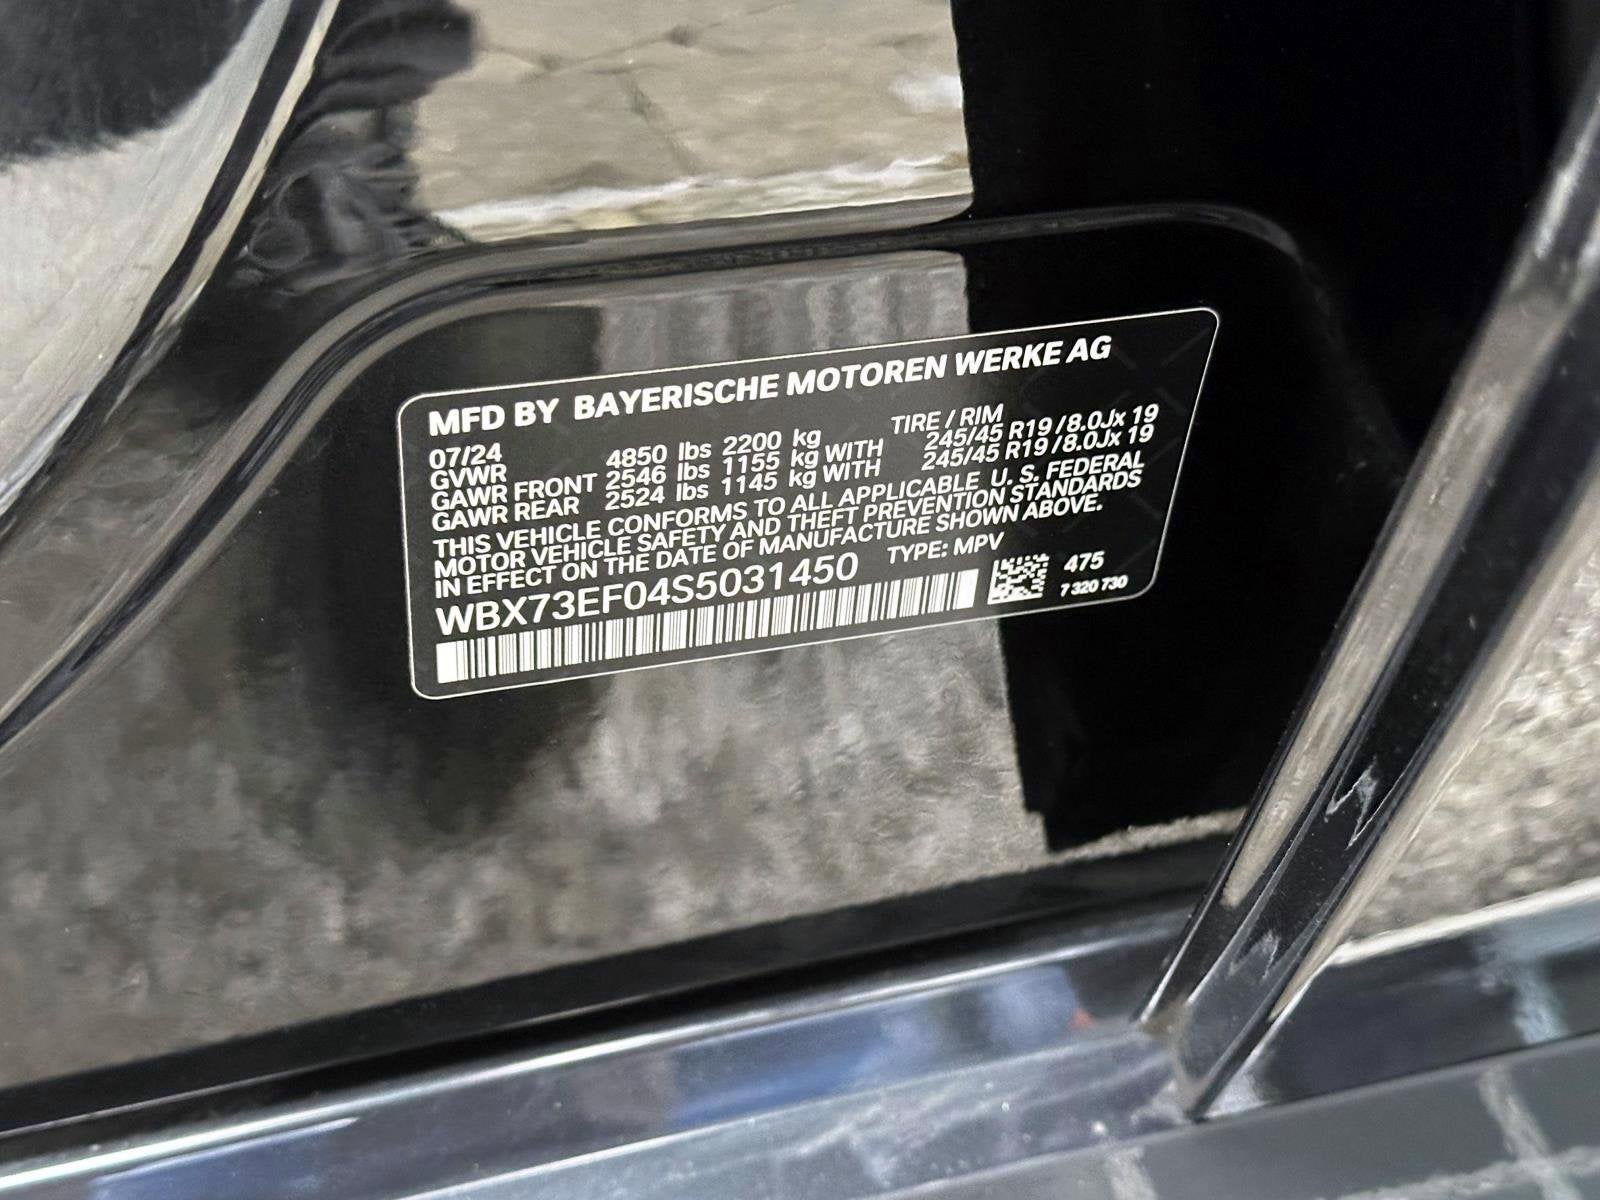 MFD BY BAYERISCHE MOTOREN WERKE AG
07/24 TIRE / RIM
GVWR 4850 lbs 2200 kg
GAWR FRONT 2546 lbs 1155 kg WITH 245/45 R19 / 8.0Jx 19
GAWR REAR 2524 lbs 1145 kg WITH 245/45 R19 / 8.0Jx 19
THIS VEHICLE CONFORMS TO ALL APPLICABLE U. S. FEDERAL
MOTOR VEHICLE SAFETY AND THEFT PREVENTION STANDARDS
IN EFFECT ON THE DATE OF MANUFACTURE SHOWN ABOVE.
WBX73EF04S5031450 TYPE: MPV
475
7 320 730